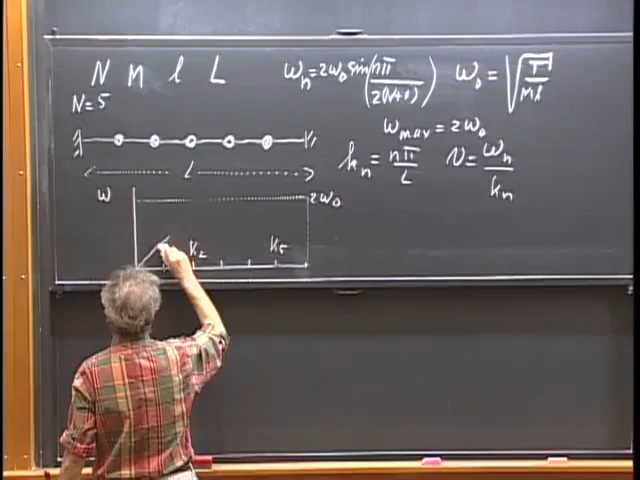 N m l L
ωₙ = 2ω₀ sin(nπ / 2(N+1))
ω₀ = √(T / Ml)
N = 5
ω_max = 2ω₀
L
kₙ = nπ / L
v = ωₙ / kₙ
ω
2ω₀
k₂ k₅